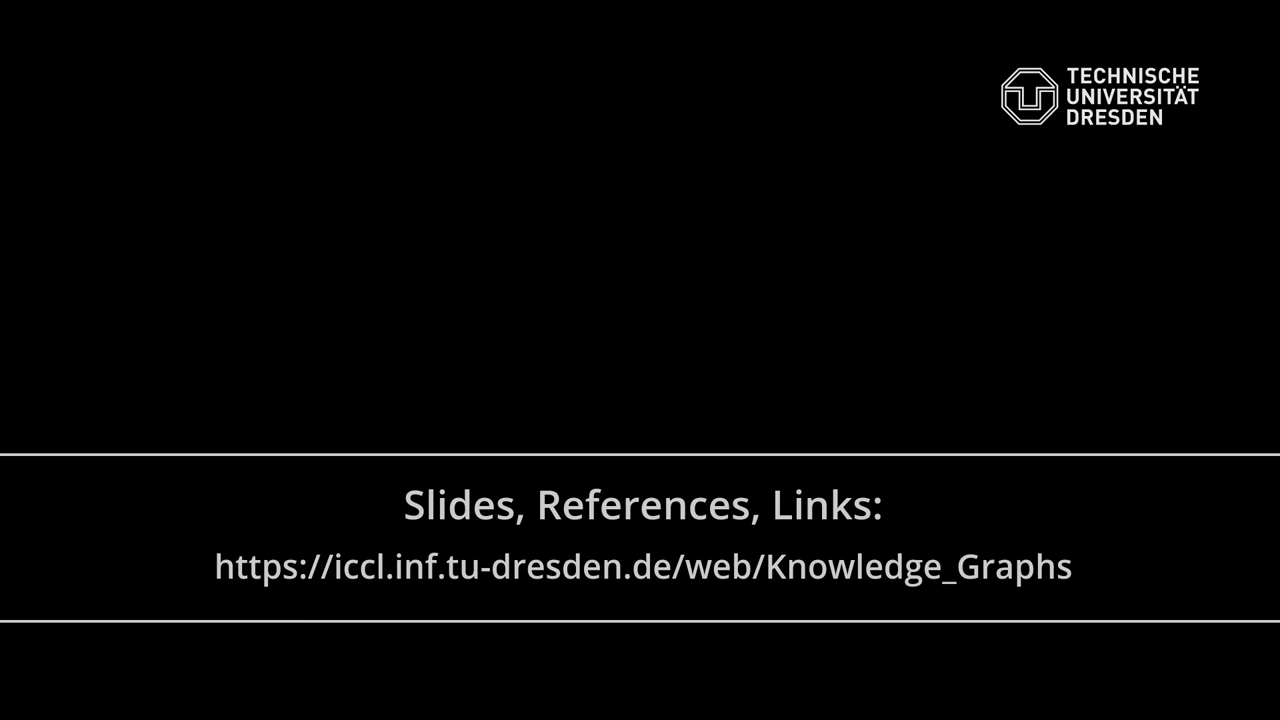 TECHNISCHE
UNIVERSITÄT
DRESDEN
Slides, References, Links:
https://iccl.inf.tu-dresden.de/web/Knowledge_Graphs